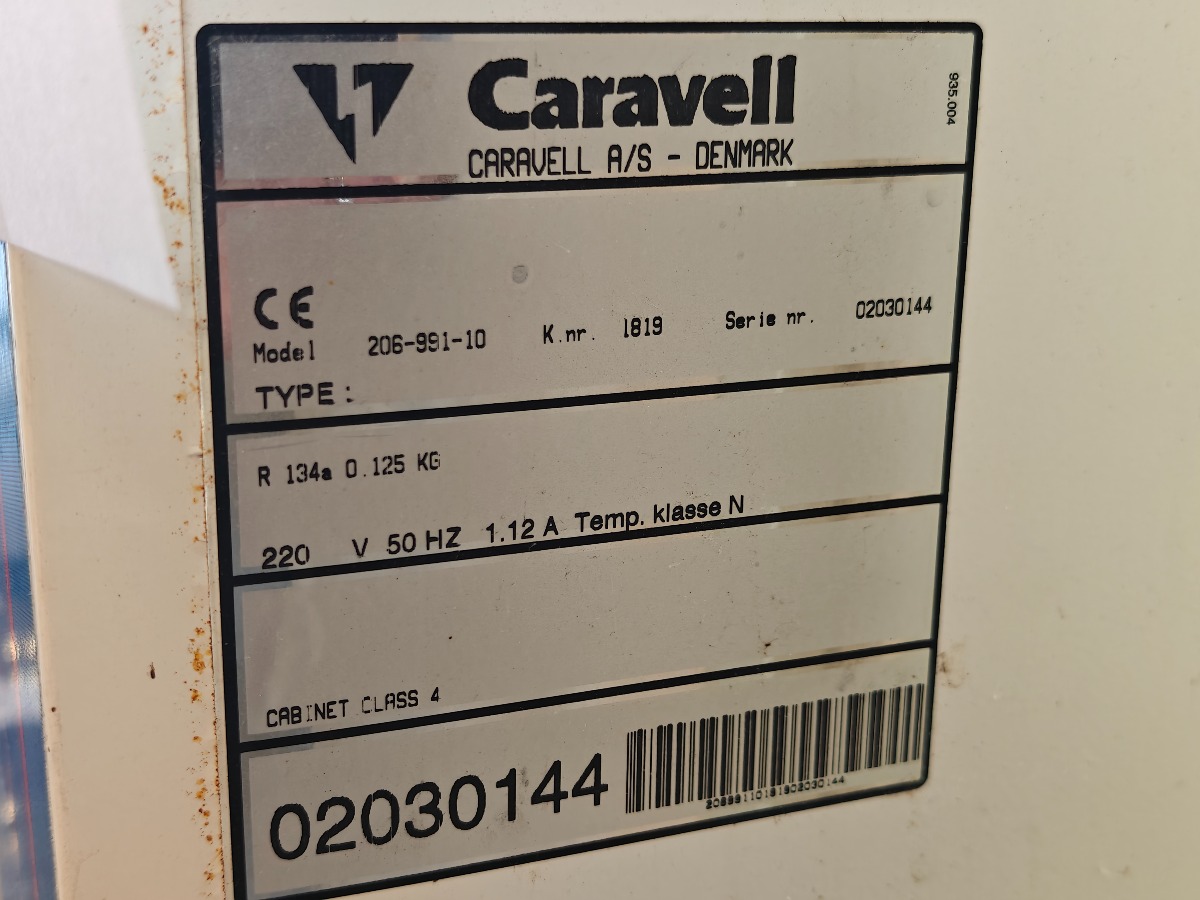 Caravell
935.004
CARAVELL A/S - DENMARK
CE
Model 206-991-10 K.nr. 1819 Serie nr. 02030144
TYPE :
R 134a 0.125 KG
220 V 50 HZ 1.12 A Temp. klasse N
CABINET CLASS 4
02030144
20699110181902030144